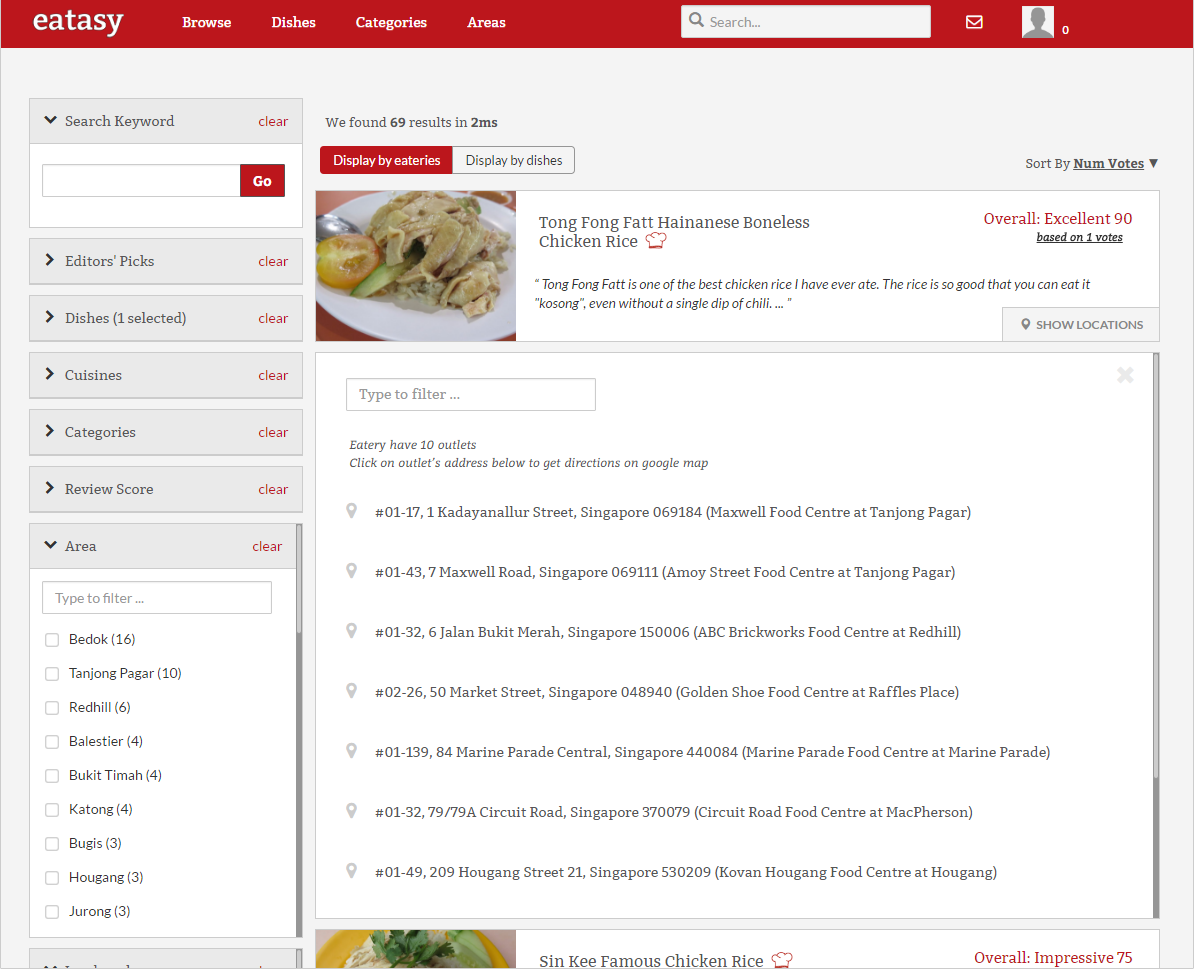 eatasy Browse Dishes Categories Areas Search... 0
Search Keyword clear
Go
Editors' Picks clear
Dishes (1 selected) clear
Cuisines clear
Categories clear
Review Score clear
Area clear
Type to filter ...
Bedok (16)
Tanjong Pagar (10)
Redhill (6)
Balestier (4)
Bukit Timah (4)
Katong (4)
Bugis (3)
Hougang (3)
Jurong (3)
We found 69 results in 2ms
Display by eateries Display by dishes
Sort By Num Votes ▼
Tong Fong Fatt Hainanese Boneless
Chicken Rice
Overall: Excellent 90
based on 1 votes
“ Tong Fong Fatt is one of the best chicken rice I have ever ate. The rice is so good that you can eat it
"kosong", even without a single dip of chili. ... ”
SHOW LOCATIONS
Type to filter ...
Eatery have 10 outlets
Click on outlet's address below to get directions on google map
#01-17, 1 Kadayanallur Street, Singapore 069184 (Maxwell Food Centre at Tanjong Pagar)
#01-43, 7 Maxwell Road, Singapore 069111 (Amoy Street Food Centre at Tanjong Pagar)
#01-32, 6 Jalan Bukit Merah, Singapore 150006 (ABC Brickworks Food Centre at Redhill)
#02-26, 50 Market Street, Singapore 048940 (Golden Shoe Food Centre at Raffles Place)
#01-139, 84 Marine Parade Central, Singapore 440084 (Marine Parade Food Centre at Marine Parade)
#01-32, 79/79A Circuit Road, Singapore 370079 (Circuit Road Food Centre at MacPherson)
#01-49, 209 Hougang Street 21, Singapore 530209 (Kovan Hougang Food Centre at Hougang)
Sin Kee Famous Chicken Rice
Overall: Impressive 75